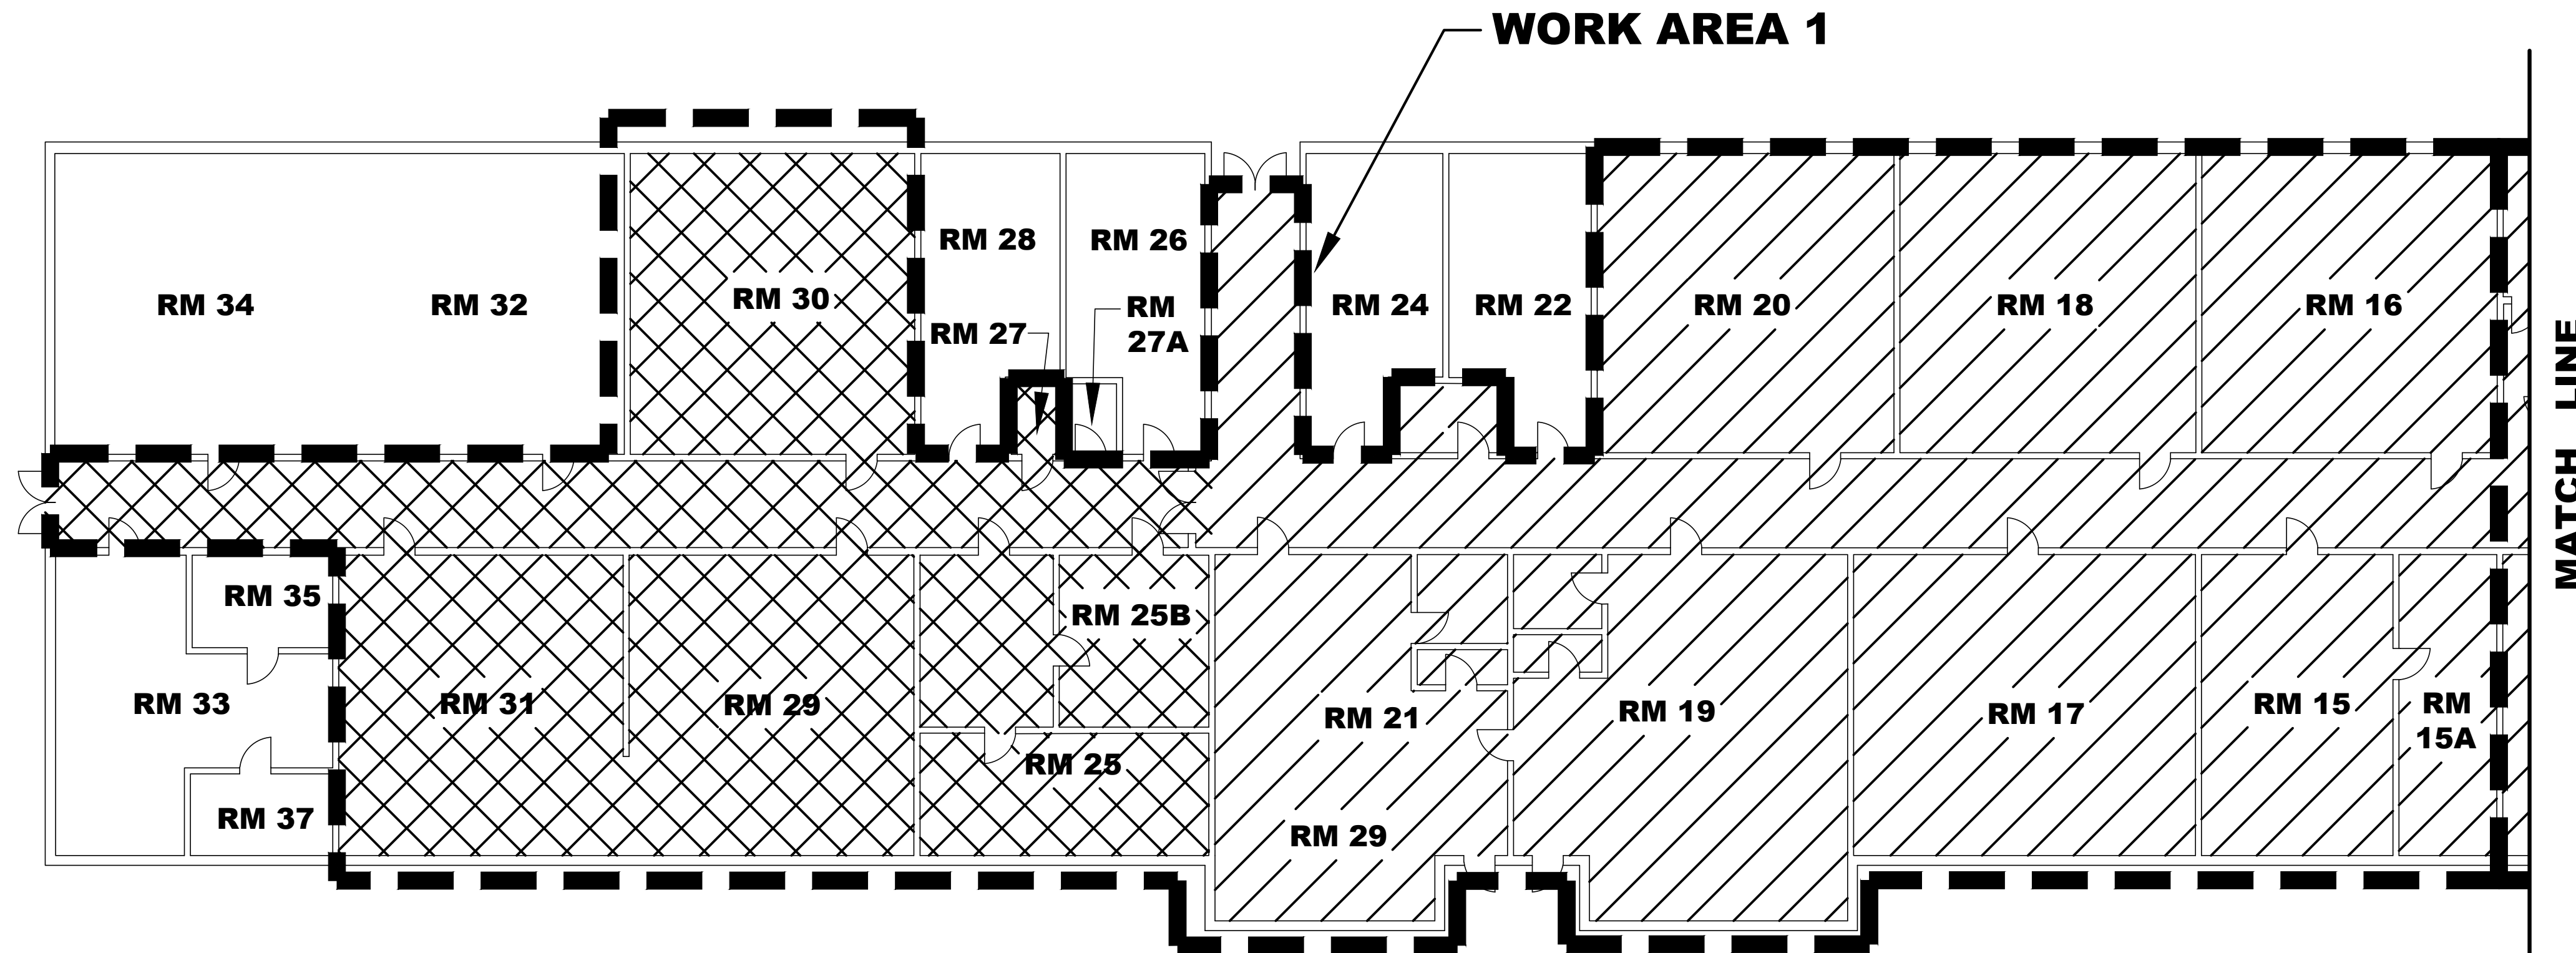 WORK AREA 1
RM 28
RM 26
RM 34
RM 32
RM 30
RM 27
RM
27A
RM 24
RM 22
RM 20
RM 18
RM 16
MATCH LINE
RM 35
RM 25B
RM 33
RM 31
RM 29
RM 21
RM 19
RM 17
RM 15
RM
15A
RM 25
RM 37
RM 29